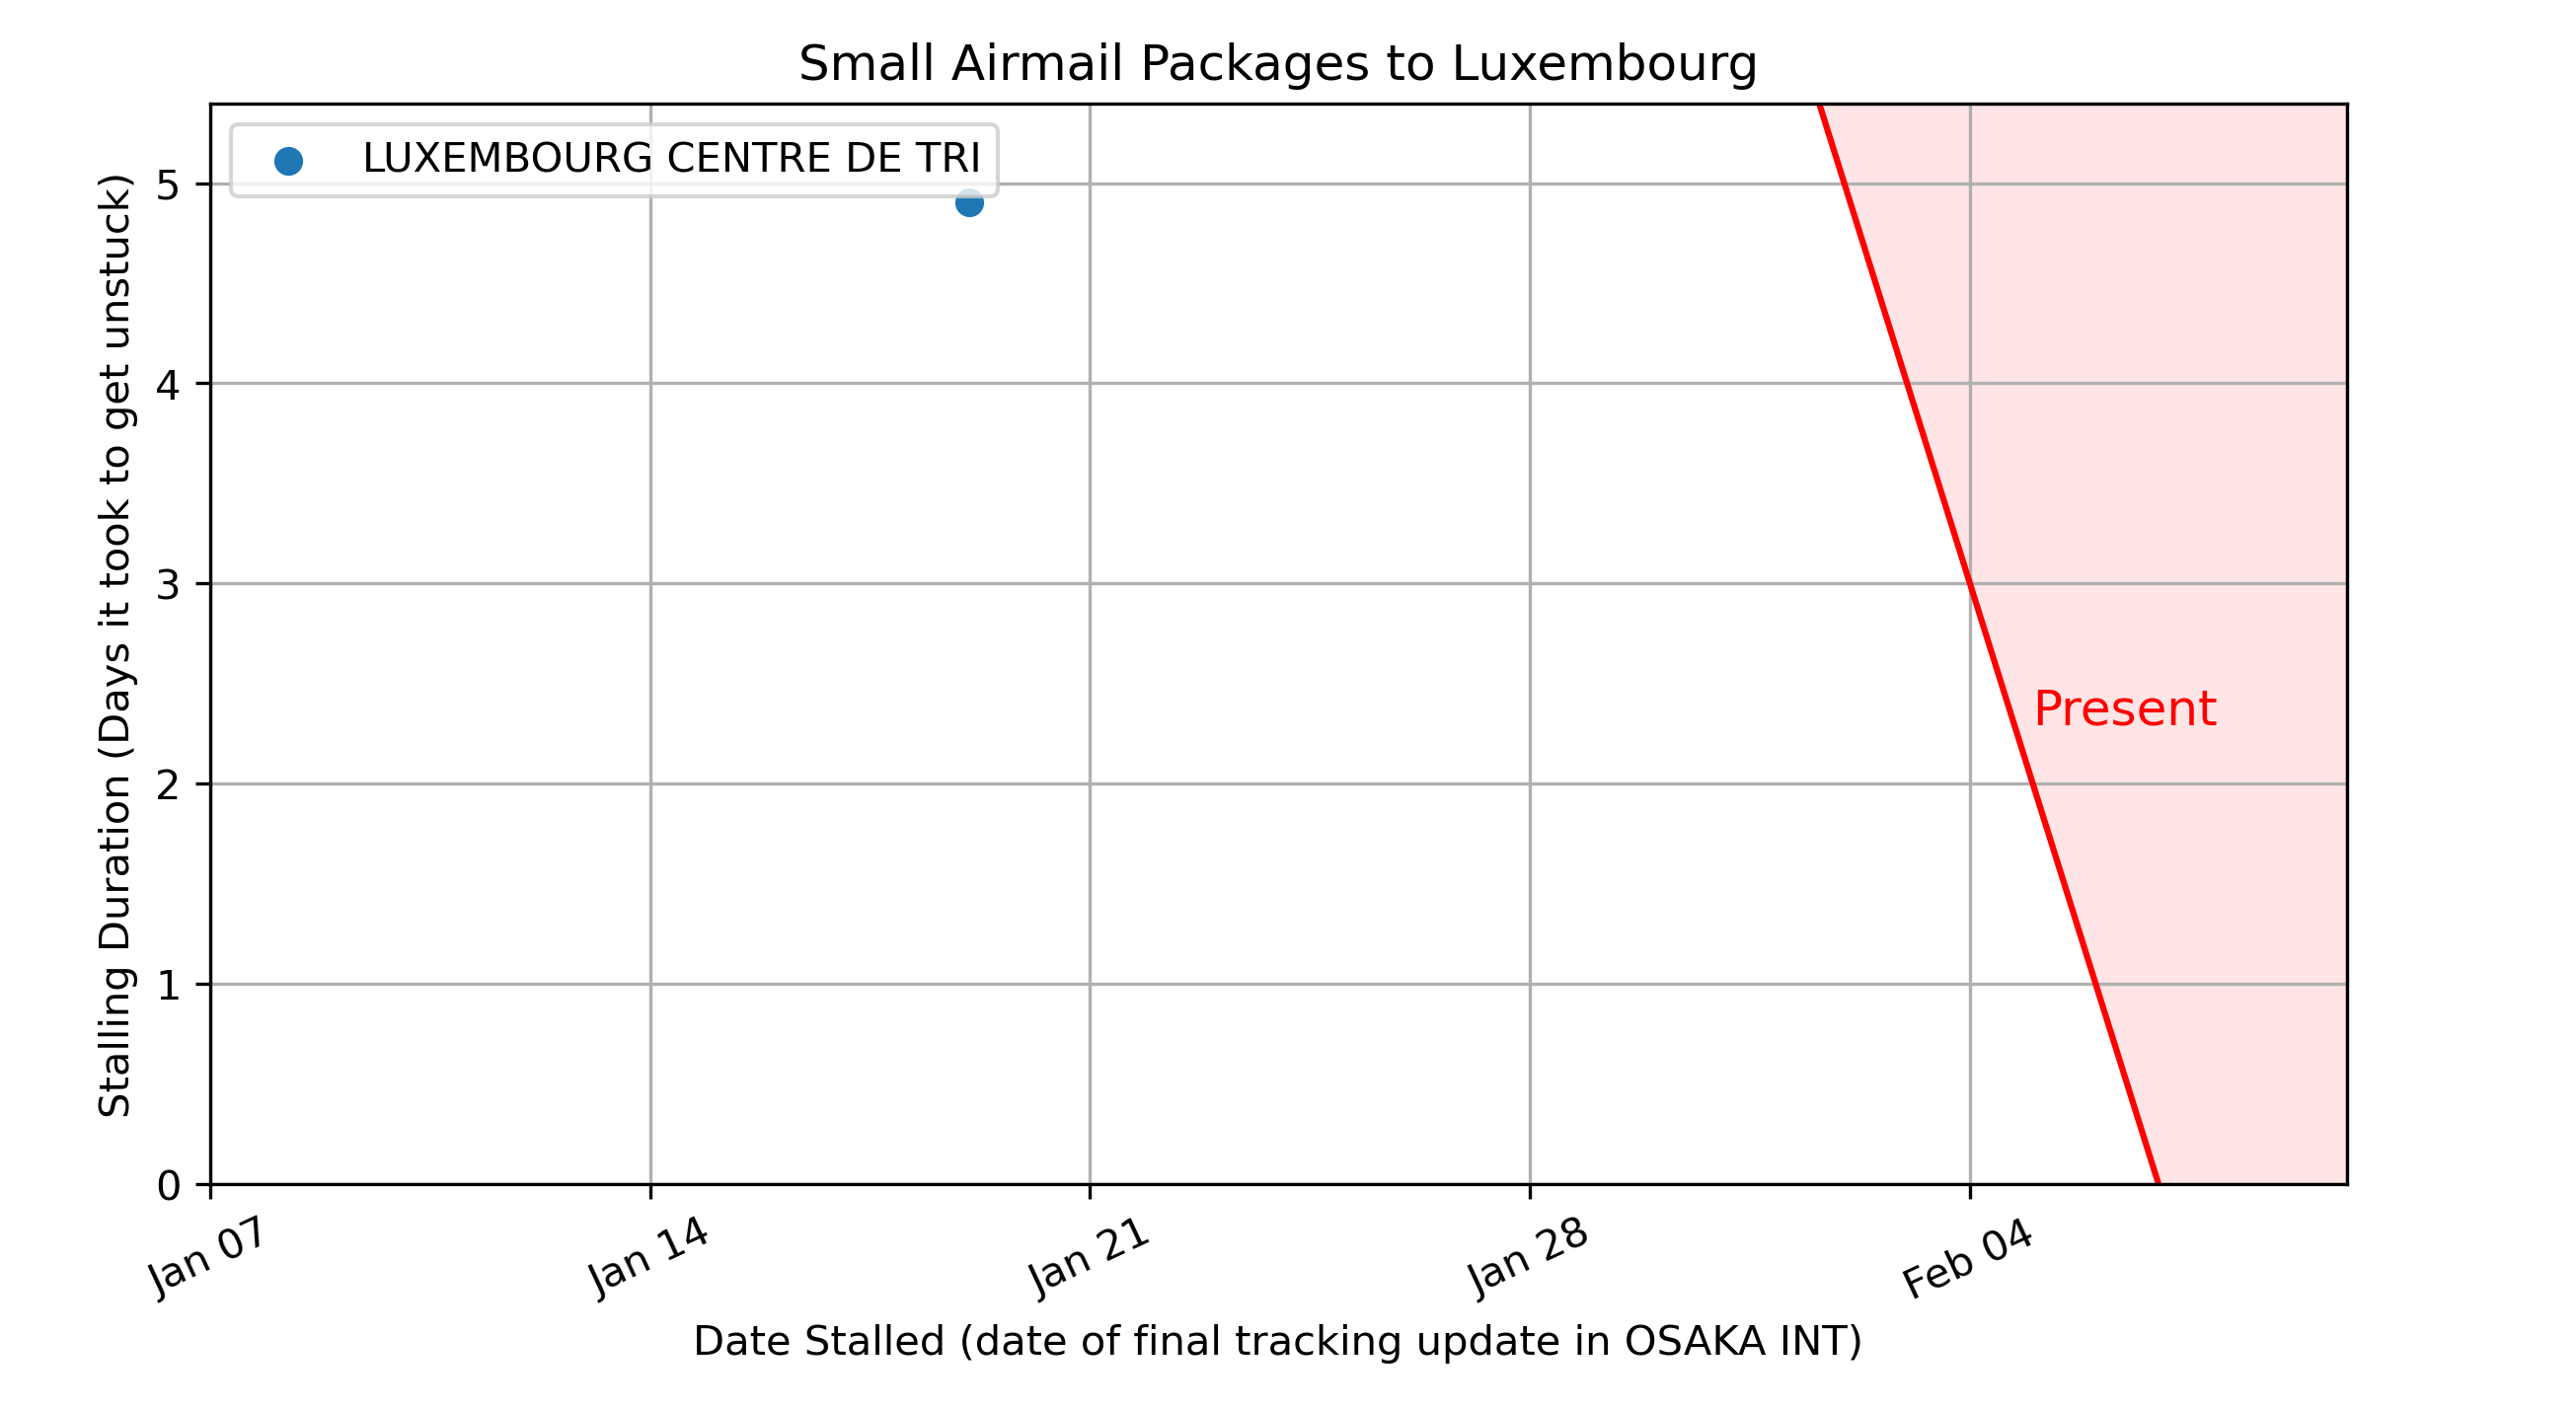 Small Airmail Packages to Luxembourg
LUXEMBOURG CENTRE DE TRI
Stalling Duration (Days it took to get unstuck)
5
4
3
2
1
0
Present
Jan 07
Jan 14
Jan 21
Jan 28
Feb 04
Date Stalled (date of final tracking update in OSAKA INT)